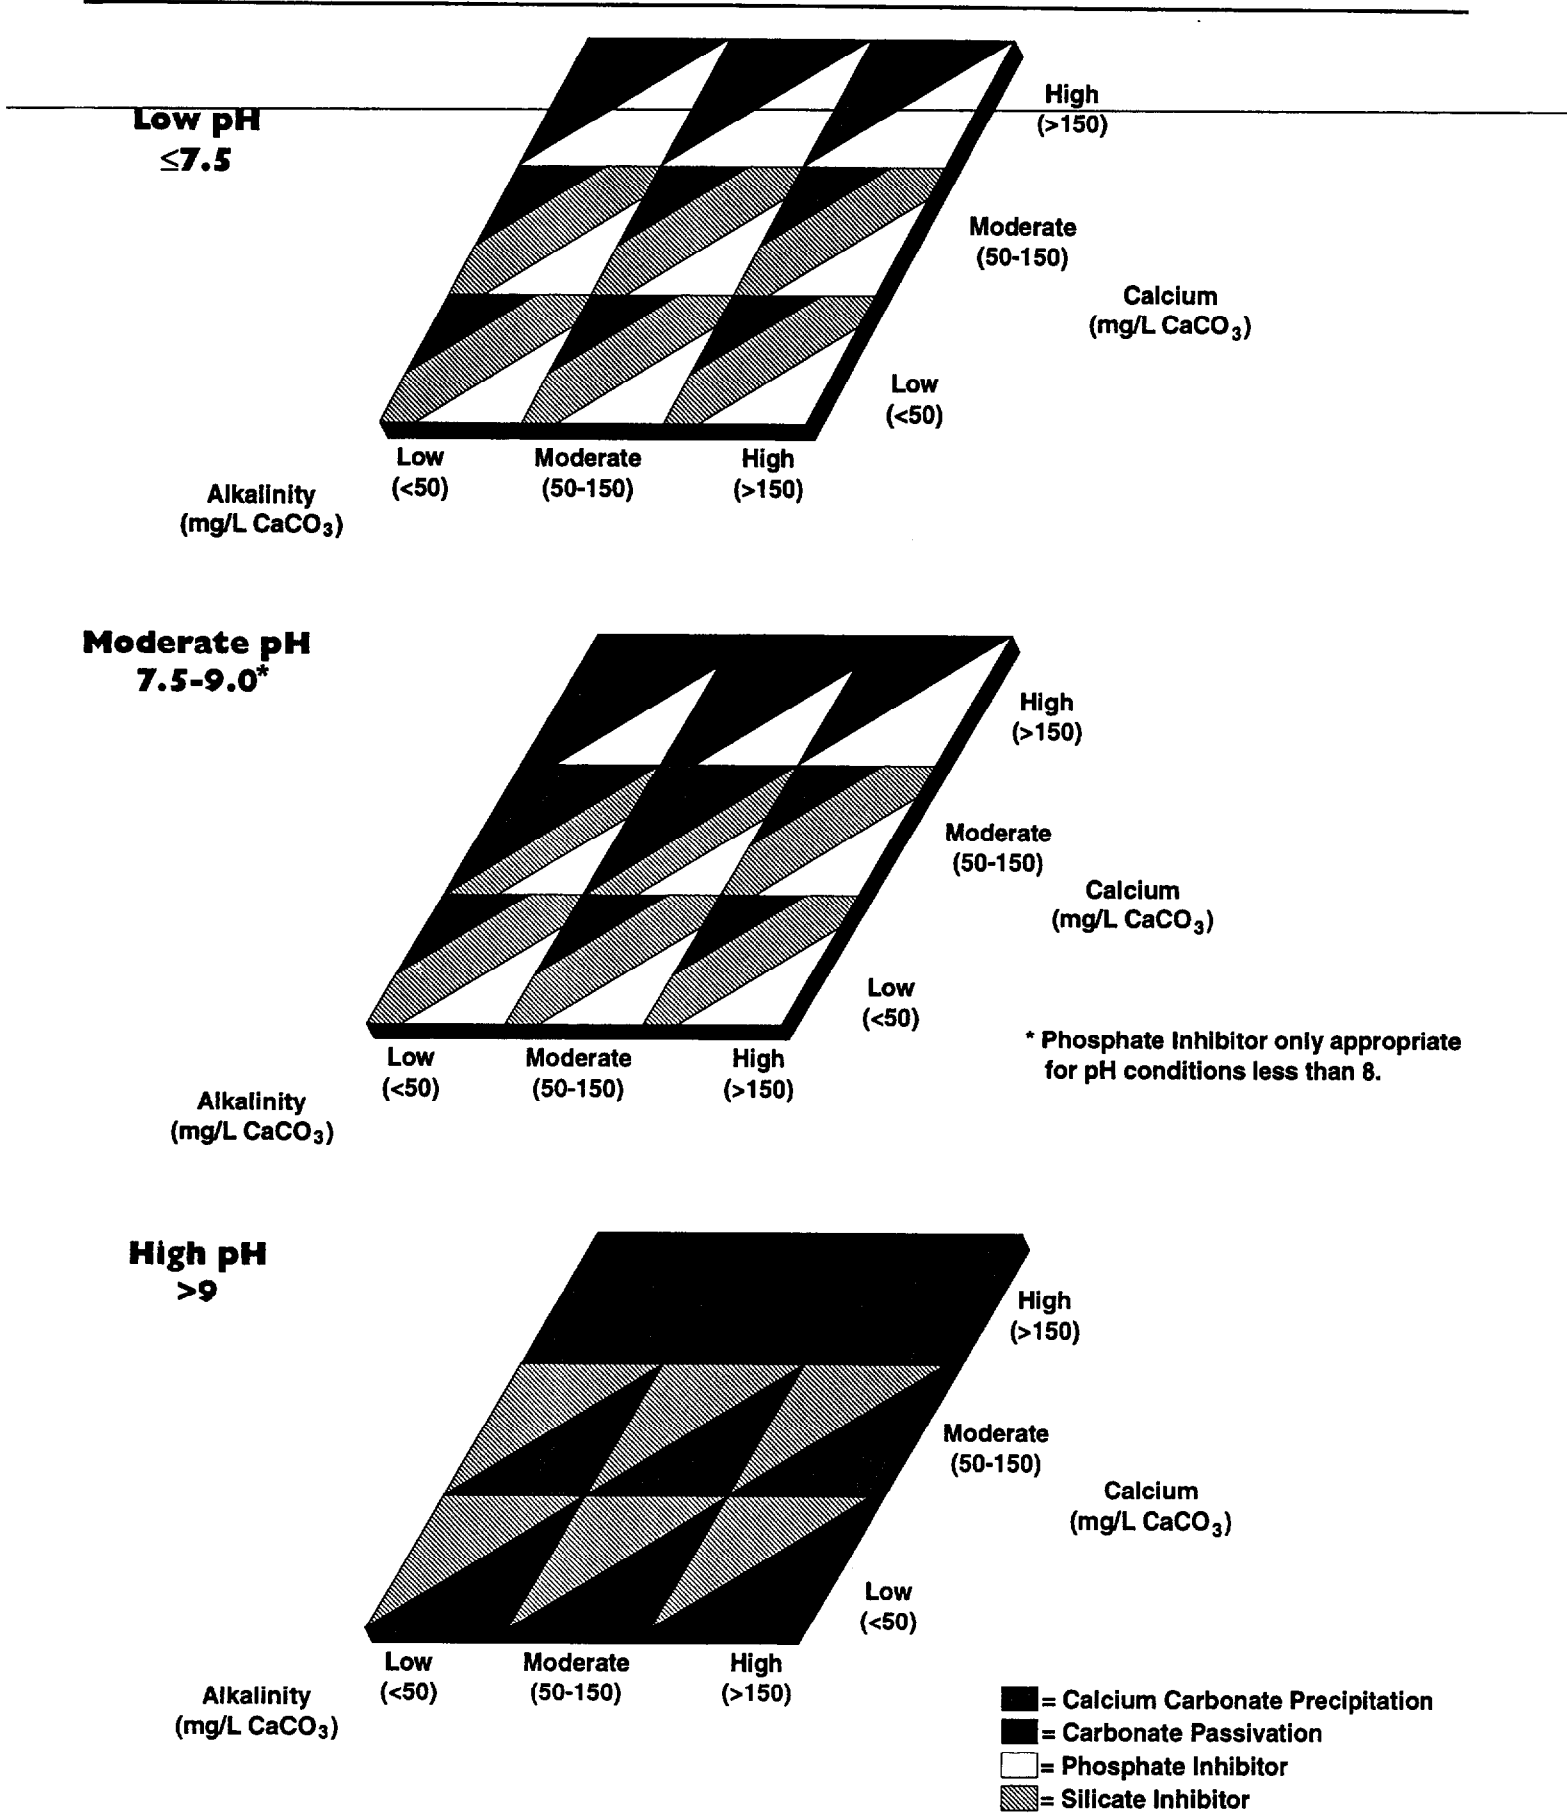 Low pH
≤7.5
High
(>150)
Moderate
(50-150)
Calcium
(mg/L CaCO3)
Low
(<50)
Low
(<50)
Moderate
(50-150)
High
(>150)
Alkalinity
(mg/L CaCO3)
Moderate pH
7.5-9.0*
High
(>150)
Moderate
(50-150)
Calcium
(mg/L CaCO3)
Low
(<50)
* Phosphate Inhibitor only appropriate
for pH conditions less than 8.
Low
(<50)
Moderate
(50-150)
High
(>150)
Alkalinity
(mg/L CaCO3)
High pH
>9
High
(>150)
Moderate
(50-150)
Calcium
(mg/L CaCO3)
Low
(<50)
Low
(<50)
Moderate
(50-150)
High
(>150)
Alkalinity
(mg/L CaCO3)
= Calcium Carbonate Precipitation
= Carbonate Passivation
= Phosphate Inhibitor
= Silicate Inhibitor